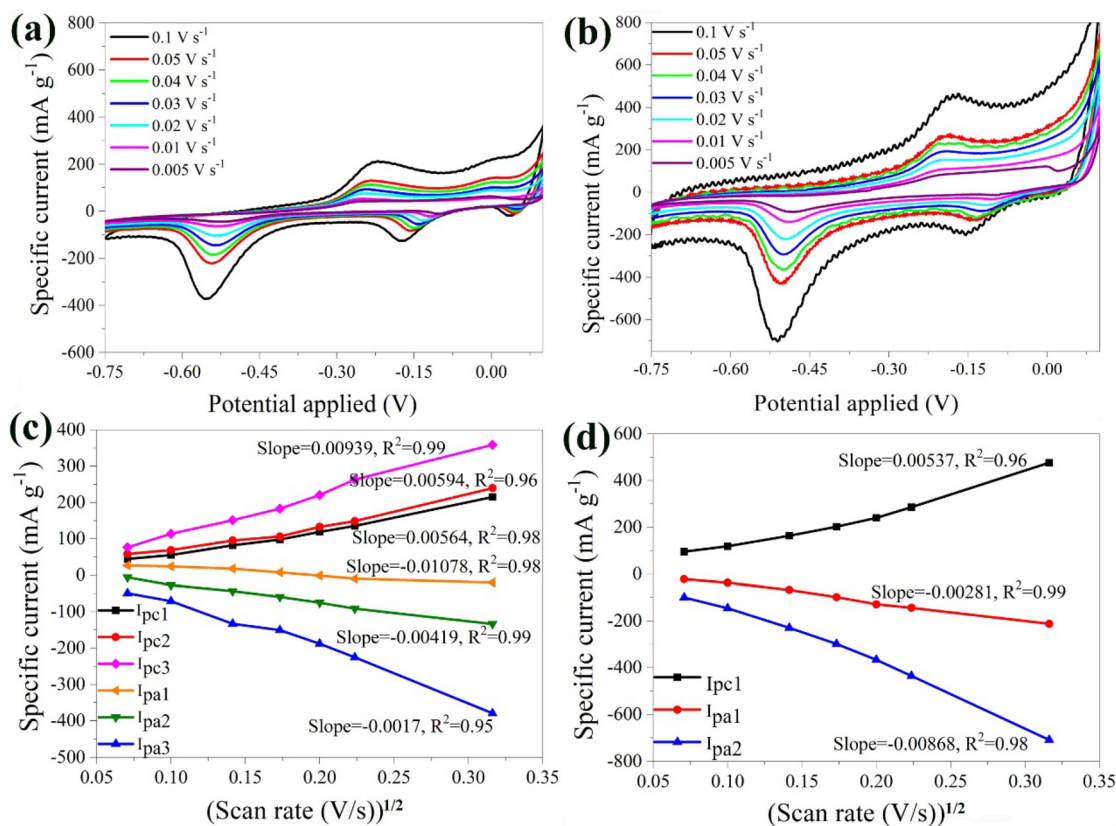 (a)
800
600
400
200
0
-200
-400
-600
-0.75
-0.60
-0.45
-0.30
-0.15
0.00
Specific current (mA g⁻¹)
Potential applied (V)
0.1 V s⁻¹
0.05 V s⁻¹
0.04 V s⁻¹
0.03 V s⁻¹
0.02 V s⁻¹
0.01 V s⁻¹
0.005 V s⁻¹
(b)
800
600
400
200
0
-200
-400
-600
-0.75
-0.60
-0.45
-0.30
-0.15
0.00
Specific current (mA g⁻¹)
Potential applied (V)
0.1 V s⁻¹
0.05 V s⁻¹
0.04 V s⁻¹
0.03 V s⁻¹
0.02 V s⁻¹
0.01 V s⁻¹
0.005 V s⁻¹
(c)
400
300
200
100
0
-100
-200
-300
-400
-500
0.05
0.10
0.15
0.20
0.25
0.30
0.35
Specific current (mA g⁻¹)
(Scan rate (V/s))¹ᐟ²
Slope=0.00939, R²=0.99
Slope=0.00594, R²=0.96
Slope=0.00564, R²=0.98
Slope=-0.01078, R²=0.98
Slope=-0.00419, R²=0.99
Slope=-0.0017, R²=0.95
Ipc1
Ipc2
Ipc3
Ipa1
Ipa2
Ipa3
(d)
600
400
200
0
-200
-400
-600
-800
0.05
0.10
0.15
0.20
0.25
0.30
0.35
Specific current (mA g⁻¹)
(Scan rate (V/s))¹ᐟ²
Slope=0.00537, R²=0.96
Slope=-0.00281, R²=0.99
Slope=-0.00868, R²=0.98
Ipc1
Ipa1
Ipa2